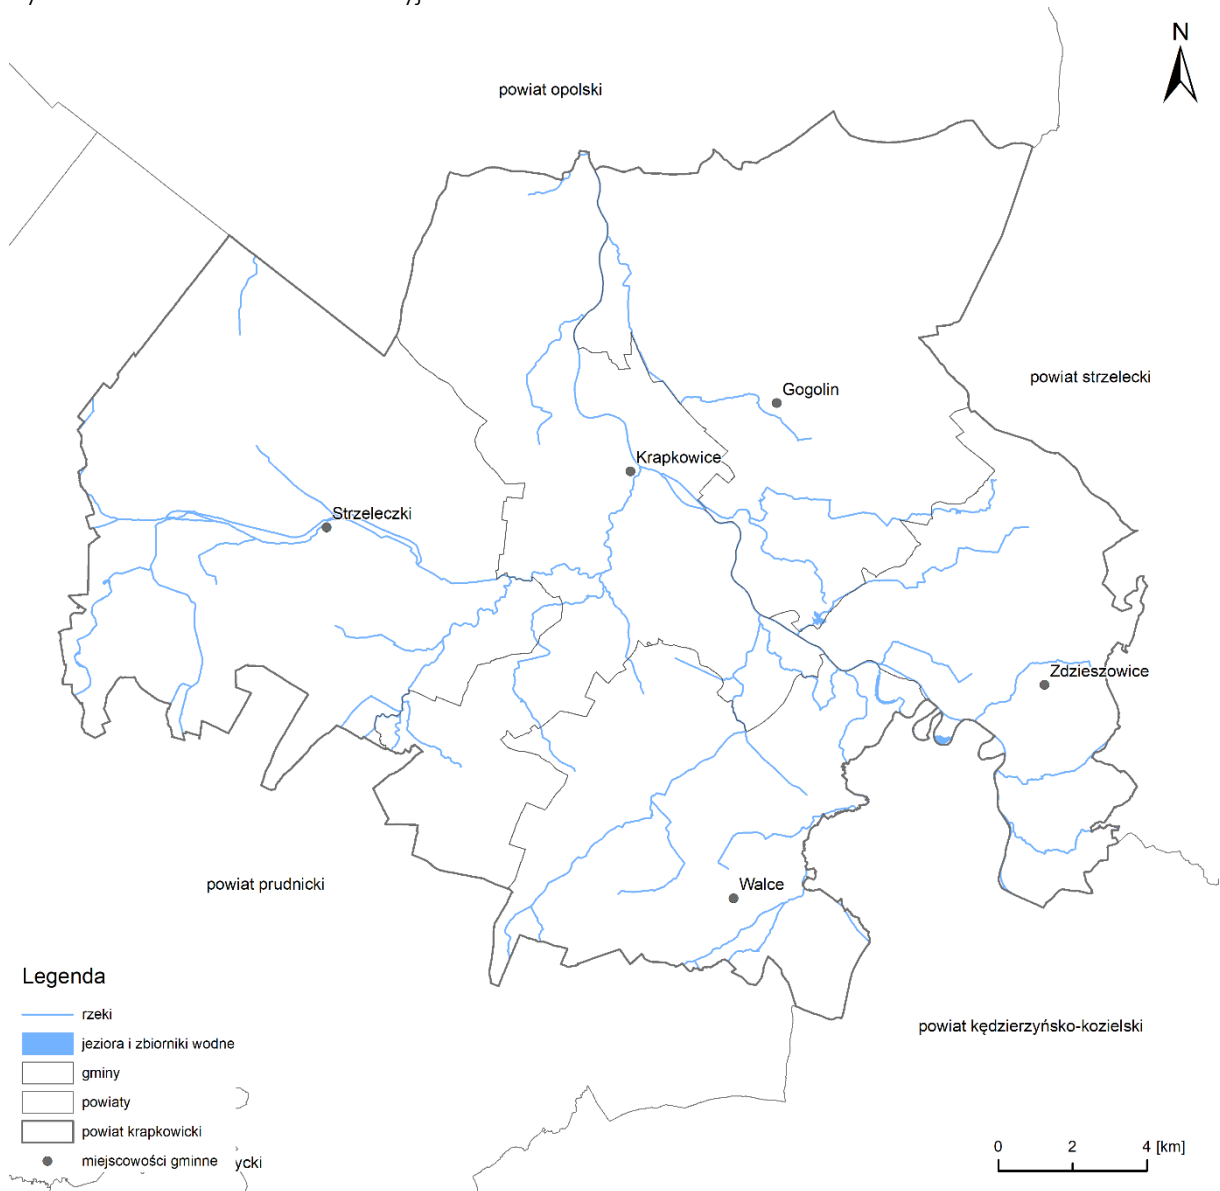 N
powiat opolski
powiat strzelecki
Gogolin
Krapkowice
Strzeleczki
Zdzieszowice
powiat prudnicki
Walce
powiat kędzierzyńsko-kozielski
Legenda
rzeki
jeziora i zbiorniki wodne
gminy
powiaty
powiat krapkowicki
miejscowości gminne
ycki
0 2 4 [km]